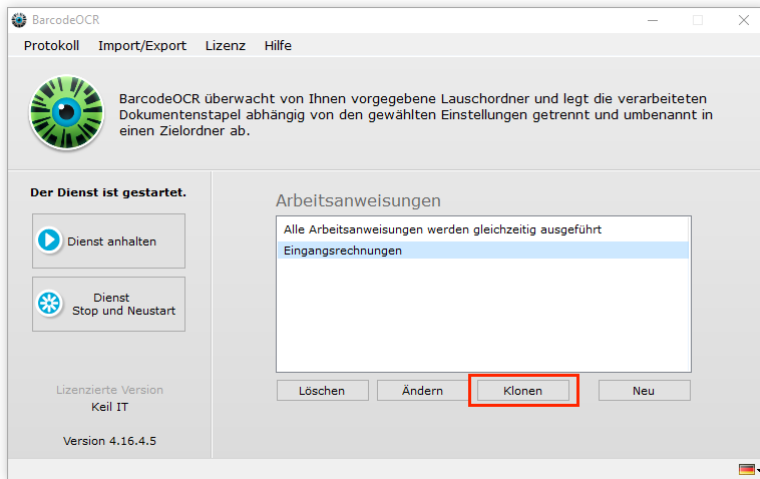 BarcodeOCR
Protokoll Import/Export Lizenz Hilfe
BarcodeOCR überwacht von Ihnen vorgegebene Lauschordner und legt die verarbeiteten
Dokumentenstapel abhängig von den gewählten Einstellungen getrennt und umbenannt in
einen Zielordner ab.
Der Dienst ist gestartet.
Dienst anhalten
Dienst
Stop und Neustart
Lizenzierte Version
Keil IT
Version 4.16.4.5
Arbeitsanweisungen
Alle Arbeitsanweisungen werden gleichzeitig ausgeführt
Eingangsrechnungen
Löschen Ändern Klonen Neu